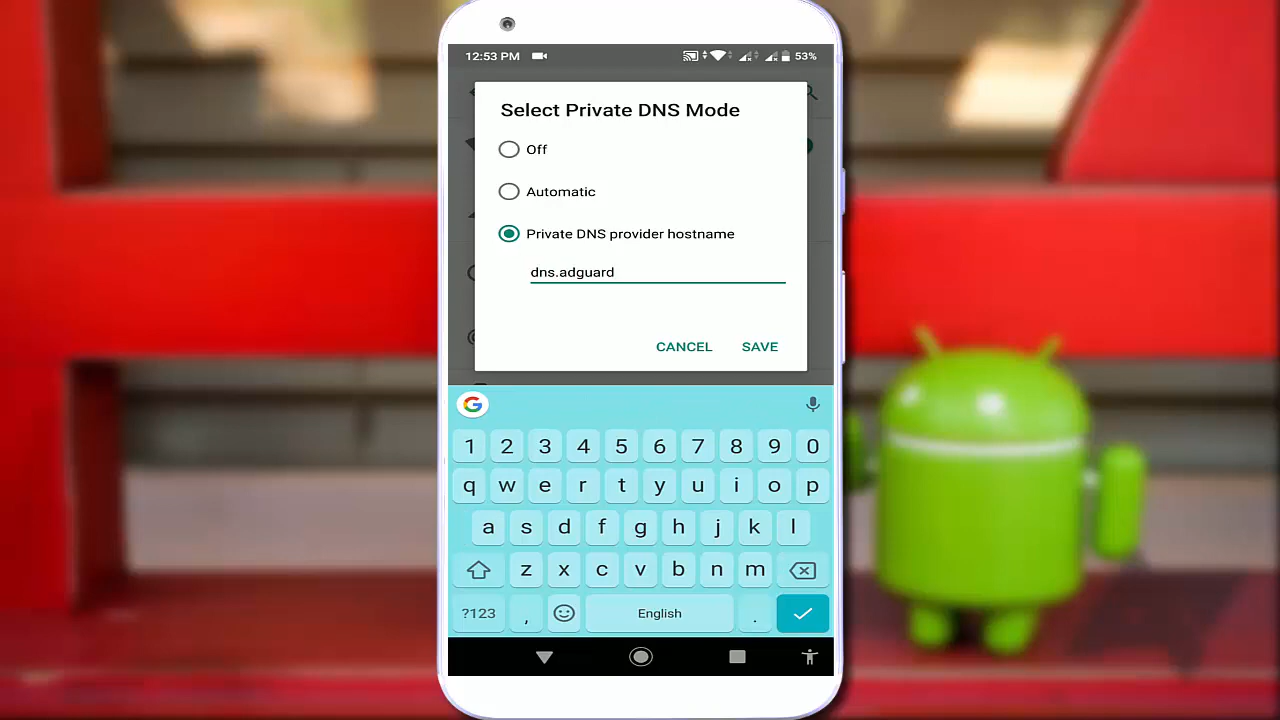 12:53 PM 53%
Select Private DNS Mode
Off
Automatic
Private DNS provider hostname
dns.adguard
CANCEL SAVE
G
1 2 3 4 5 6 7 8 9 0
q w e r t y u i o p
a s d f g h j k l
z x c v b n m
?123 , English .